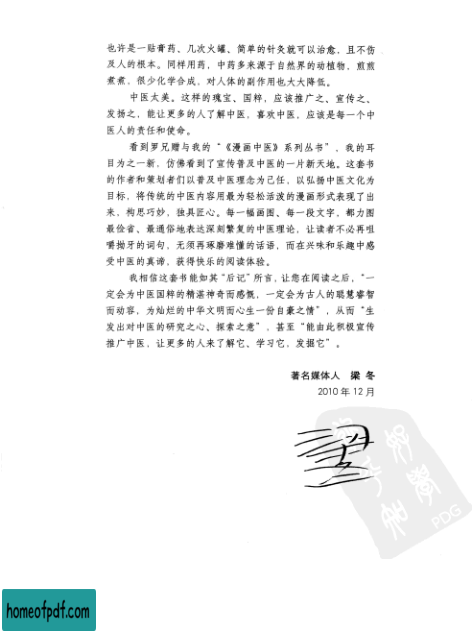 也许是一贴膏药、几次火罐、简单的针灸就可以治愈，且不伤
及人的根本。同样用药，中药多来源于自然界的动植物，煎煎
煮煮，很少化学合成，对人体的副作用也大大降低。
中医太美。这样的瑰宝、国粹，应该推广之、宣传之、
发扬之，能让更多的人了解中医，喜欢中医，应该是每一个中
医人的责任和使命。
看到罗兄赠与我的“《漫画中医》系列丛书”，我的耳
目为之一新，仿佛看到了宣传普及中医的一片新天地。这套书
的作者和策划者们以普及中医理念为己任，以弘扬中医文化为
目标，将传统的中医内容用最为轻松活泼的漫画形式表现了出
来，构思巧妙，独具匠心。每一幅画图、每一段文字，都力图
最俭省、最通俗地表达深刻繁复的中医理论，让读者不必再咀
嚼拗牙的词句，无须再琢磨难懂的话语，而在兴味和乐趣中感
受中医的真谛，获得快乐的阅读体验。
我相信这套书能如其“后记”所言，让您在阅读之后，“一
定会为中医国粹的精湛神奇而感慨，一定会为古人的聪慧睿智
而动容，为灿烂的中华文明而心生一份自豪之情”，从而“生
发出对中医的研究之心、探索之意”，甚至“能由此积极宣传
推广中医，让更多的人来了解它、学习它，发掘它”。
著名媒体人 梁 冬
2010 年 12 月
PDG
homeofpdf.com